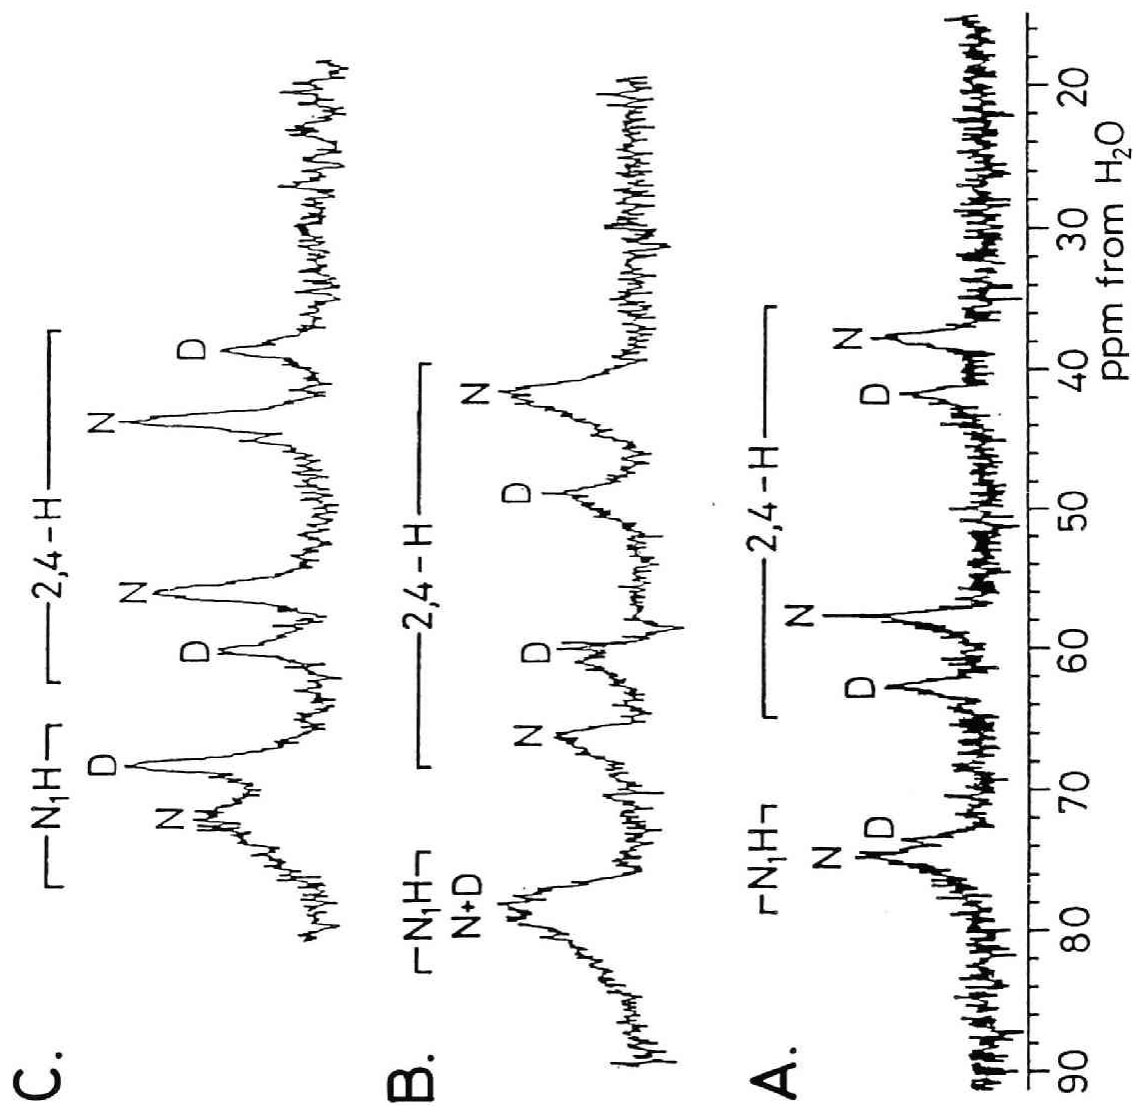 C.
N₁H 2,4-H
N D D N N D
B.
N₁H 2,4-H
N+D N D D N
A.
N₁H 2,4-H
N D D N D N
90 80 70 60 50 40 30 20
ppm from H₂O